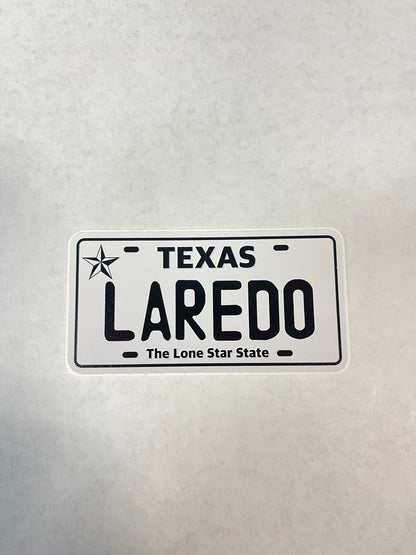 TEXAS
LAREDO
The Lone Star State